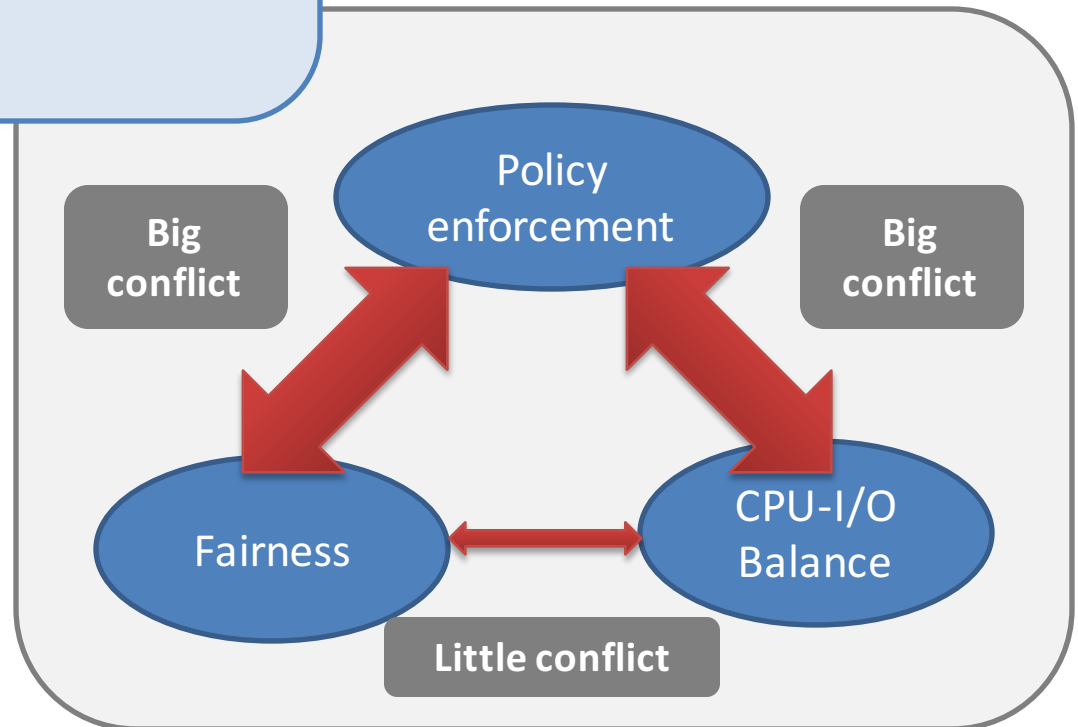 Policy
enforcement
Big
conflict
Big
conflict
Fairness
CPU-I/O
Balance
Little conflict